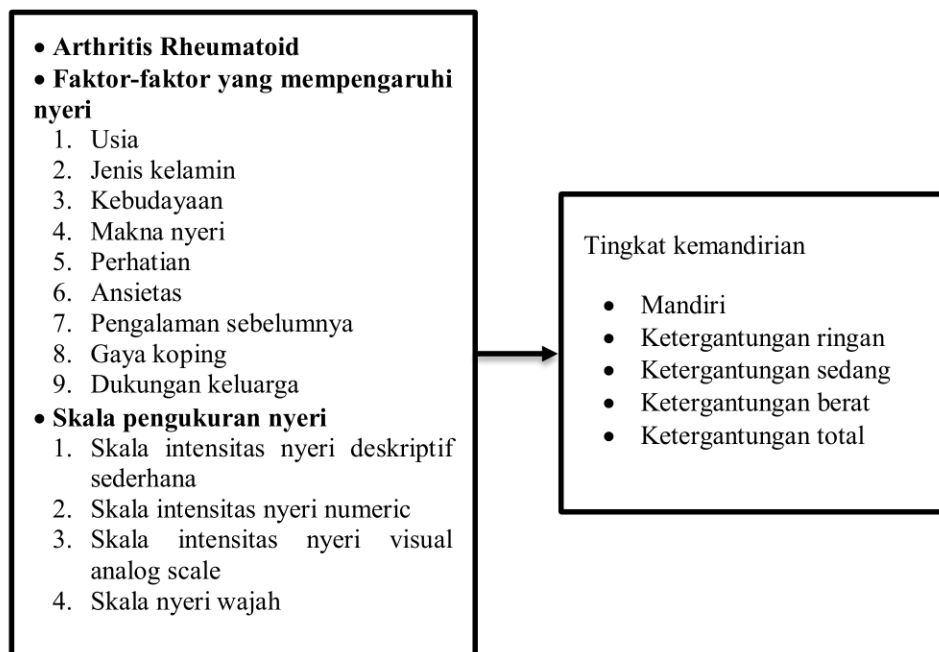 • Arthritis Rheumatoid
• Faktor-faktor yang mempengaruhi
nyeri
1. Usia
2. Jenis kelamin
3. Kebudayaan
4. Makna nyeri
5. Perhatian
6. Ansietas
7. Pengalaman sebelumnya
8. Gaya koping
9. Dukungan keluarga
• Skala pengukuran nyeri
1. Skala intensitas nyeri deskriptif
sederhana
2. Skala intensitas nyeri numeric
3. Skala intensitas nyeri visual
analog scale
4. Skala nyeri wajah
Tingkat kemandirian
• Mandiri
• Ketergantungan ringan
• Ketergantungan sedang
• Ketergantungan berat
• Ketergantungan total